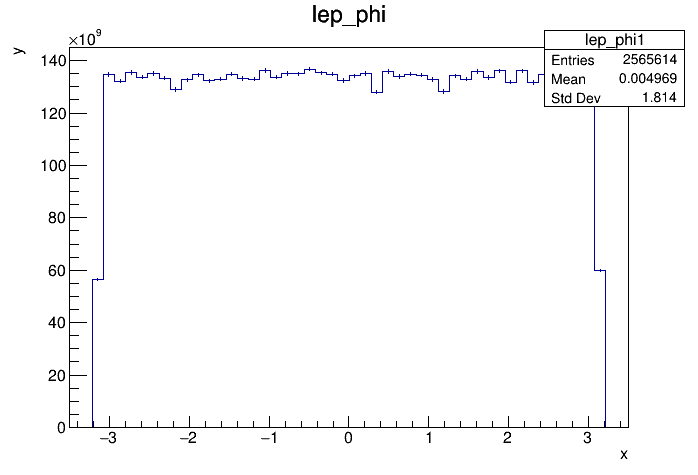 lep_phi
×10⁹
y
lep_phi1
Entries 2565614
Mean 0.004969
Std Dev 1.814
140
120
100
80
60
40
20
0
−3 −2 −1 0 1 2 3
x